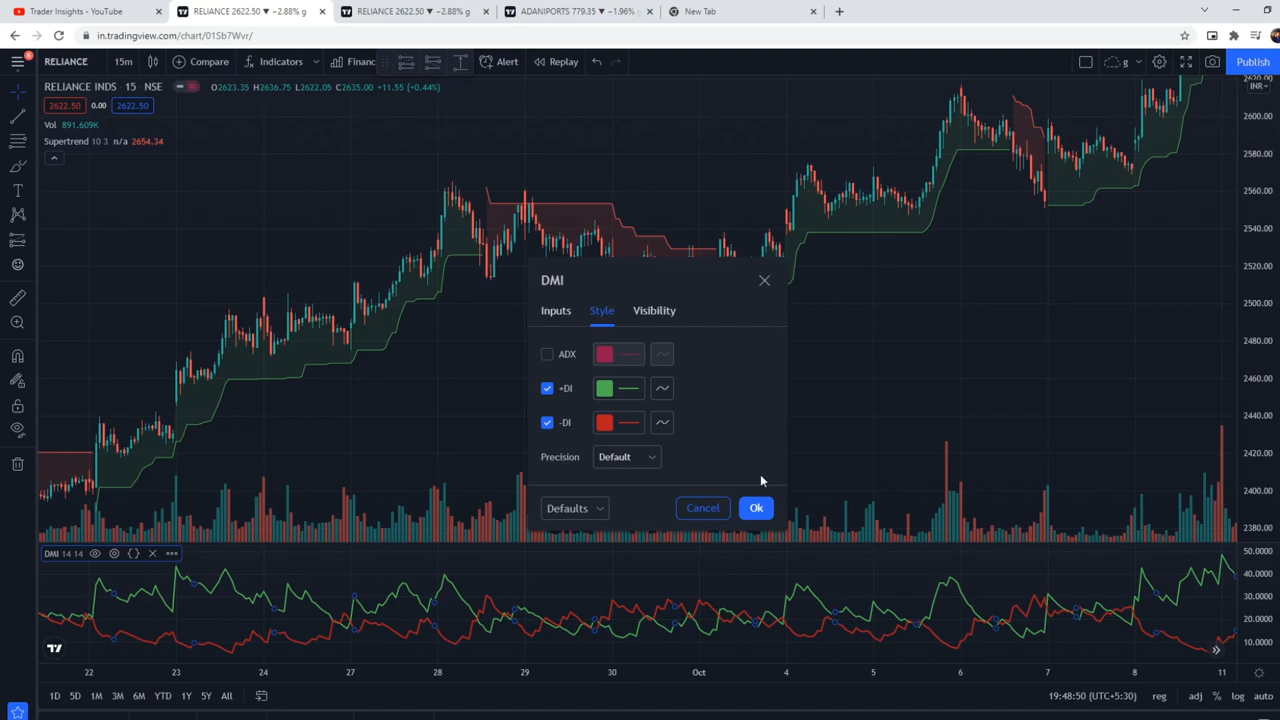 Trader Insights - YouTube
RELIANCE 2622.50 ▼ −2.88% g
RELIANCE 2622.50 ▼ −2.88% g
ADANIPORTS 779.35 ▼ −1.96%
New Tab
in.tradingview.com/chart/01Sb7Wvr/
RELIANCE 15m Compare Indicators Financ Alert Replay g Publish
RELIANCE INDS · 15 · NSE O2623.35 H2636.75 L2622.05 C2635.00 +11.55 (+0.44%)
INR
2622.50 0.00 2622.50
Vol 891.609K
Supertrend 10 3 n/a 2654.34
2620.00
2600.00
2580.00
2560.00
2540.00
2520.00
2500.00
2480.00
2460.00
2440.00
2420.00
2400.00
2380.00
DMI
Inputs Style Visibility
ADX
+DI
-DI
Precision Default
Defaults Cancel Ok
DMI 14 14
50.0000
40.0000
30.0000
20.0000
10.0000
22 23 24 27 28 29 30 Oct 4 5 6 7 8 11
1D 5D 1M 3M 6M YTD 1Y 5Y All 19:48:50 (UTC+5:30) reg adj % log auto